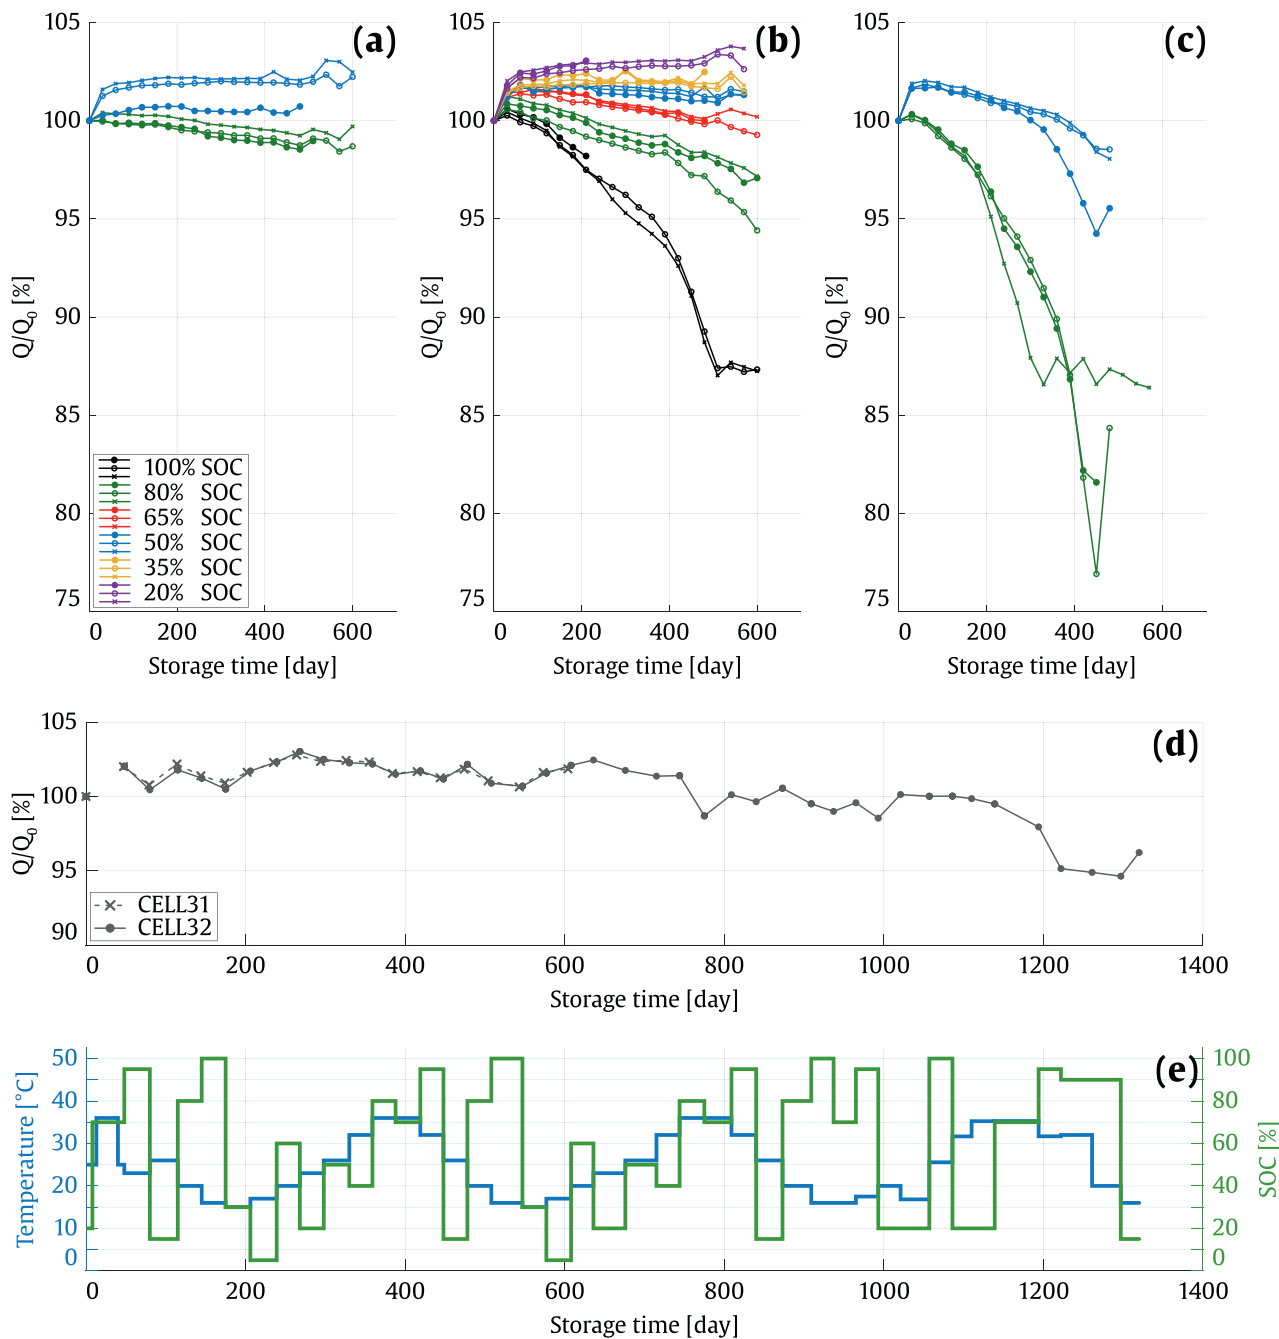 (a)
105
100
95
90
85
80
75
Q/Q0 [%]
100% SOC
80% SOC
65% SOC
50% SOC
35% SOC
20% SOC
0 200 400 600
Storage time [day]
(b)
105
100
95
90
85
80
75
Q/Q0 [%]
0 200 400 600
Storage time [day]
(c)
105
100
95
90
85
80
75
Q/Q0 [%]
0 200 400 600
Storage time [day]
(d)
105
100
95
90
Q/Q0 [%]
CELL31
CELL32
0 200 400 600 800 1000 1200 1400
Storage time [day]
(e)
50
40
30
20
10
0
Temperature [°C]
100
80
60
40
20
0
SOC [%]
0 200 400 600 800 1000 1200 1400
Storage time [day]